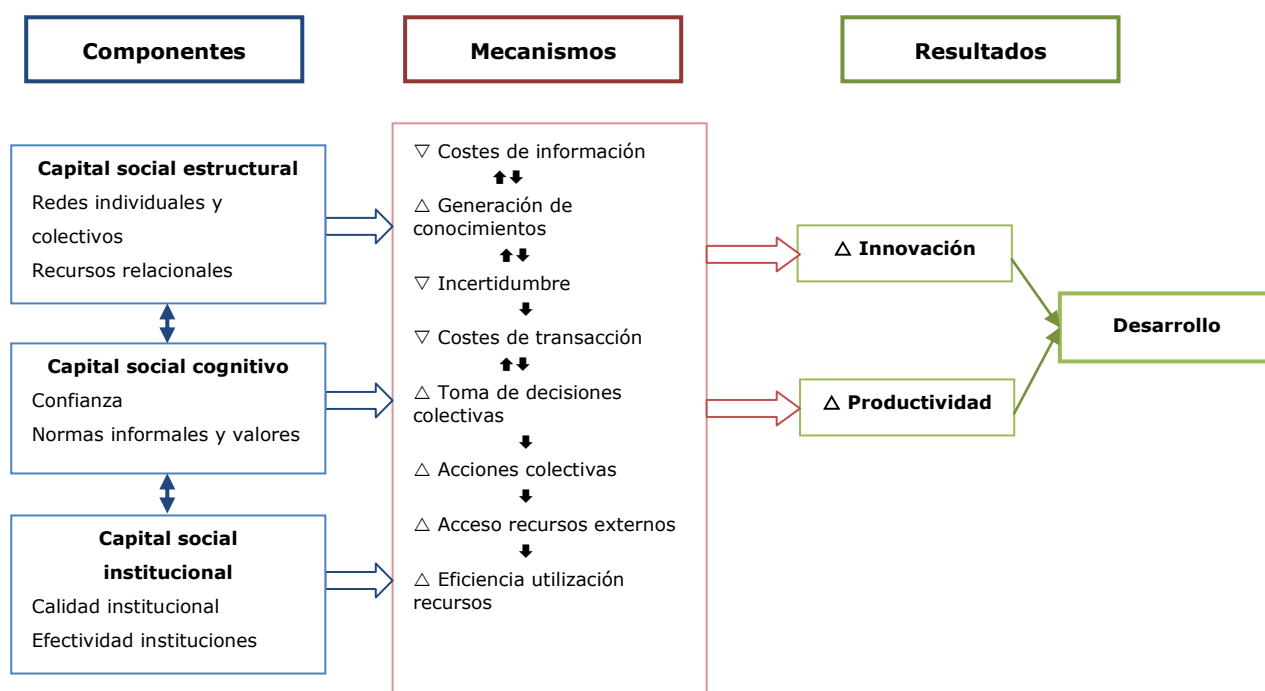 Componentes
Mecanismos
Resultados
Capital social estructural
Redes individuales y
colectivos
Recursos relacionales
Capital social cognitivo
Confianza
Normas informales y valores
Capital social
institucional
Calidad institucional
Efectividad instituciones
▽ Costes de información
⬆⬇
△ Generación de
conocimientos
⬆⬇
▽ Incertidumbre
⬇
▽ Costes de transacción
⬆⬇
△ Toma de decisiones
colectivas
⬇
△ Acciones colectivas
⬇
△ Acceso recursos externos
⬇
△ Eficiencia utilización
recursos
△ Innovación
△ Productividad
Desarrollo